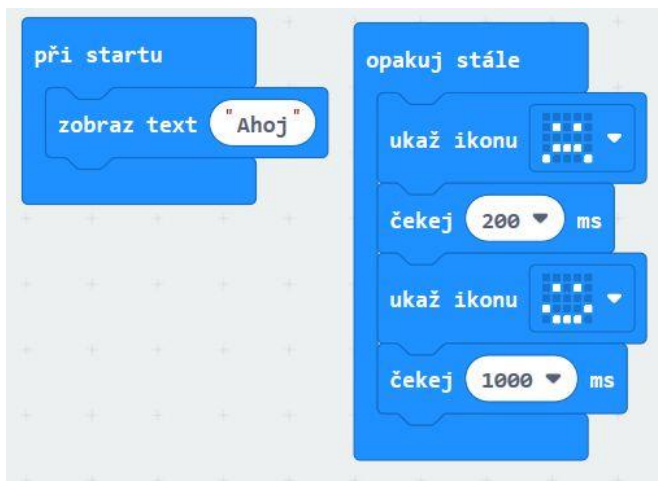 při startu
zobraz text "Ahoj"
opakuj stále
ukaž ikonu
čekej 200 ms
ukaž ikonu
čekej 1000 ms